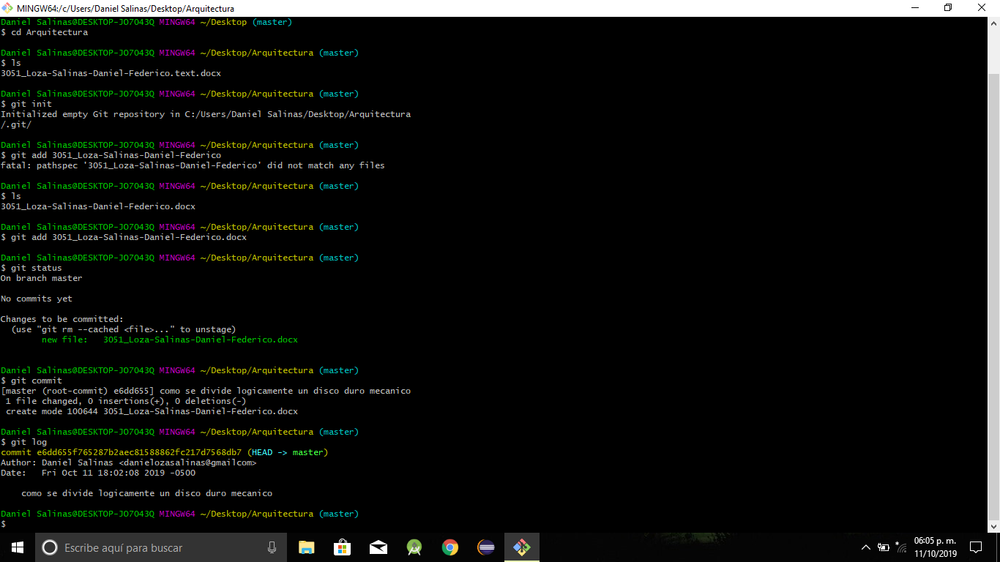 MINGW64:/c/Users/Daniel Salinas/Desktop/Arquitectura
Daniel Salinas@DESKTOP-JO7043Q MINGW64 ~/Desktop (master)
$ cd Arquitectura
Daniel Salinas@DESKTOP-JO7043Q MINGW64 ~/Desktop/Arquitectura (master)
$ ls
3051_Loza-Salinas-Daniel-Federico.text.docx
Daniel Salinas@DESKTOP-JO7043Q MINGW64 ~/Desktop/Arquitectura (master)
$ git init
Initialized empty Git repository in C:/Users/Daniel Salinas/Desktop/Arquitectura
/.git/
Daniel Salinas@DESKTOP-JO7043Q MINGW64 ~/Desktop/Arquitectura (master)
$ git add 3051_Loza-Salinas-Daniel-Federico
fatal: pathspec '3051_Loza-Salinas-Daniel-Federico' did not match any files
Daniel Salinas@DESKTOP-JO7043Q MINGW64 ~/Desktop/Arquitectura (master)
$ ls
3051_Loza-Salinas-Daniel-Federico.docx
Daniel Salinas@DESKTOP-JO7043Q MINGW64 ~/Desktop/Arquitectura (master)
$ git add 3051_Loza-Salinas-Daniel-Federico.docx
Daniel Salinas@DESKTOP-JO7043Q MINGW64 ~/Desktop/Arquitectura (master)
$ git status
On branch master
No commits yet
Changes to be committed:
(use "git rm --cached <file>..." to unstage)
new file:   3051_Loza-Salinas-Daniel-Federico.docx
Daniel Salinas@DESKTOP-JO7043Q MINGW64 ~/Desktop/Arquitectura (master)
$ git commit
[master (root-commit) e6dd655] como se divide logicamente un disco duro mecanico
1 file changed, 0 insertions(+), 0 deletions(-)
create mode 100644 3051_Loza-Salinas-Daniel-Federico.docx
Daniel Salinas@DESKTOP-JO7043Q MINGW64 ~/Desktop/Arquitectura (master)
$ git log
commit e6dd655f765287b2aec81588862fc217d7568db7 (HEAD -> master)
Author: Daniel Salinas <danielozasalinas@gmailcom>
Date:   Fri Oct 11 18:02:08 2019 -0500
como se divide logicamente un disco duro mecanico
Daniel Salinas@DESKTOP-JO7043Q MINGW64 ~/Desktop/Arquitectura (master)
$
Escribe aquí para buscar
06:05 p. m.
11/10/2019